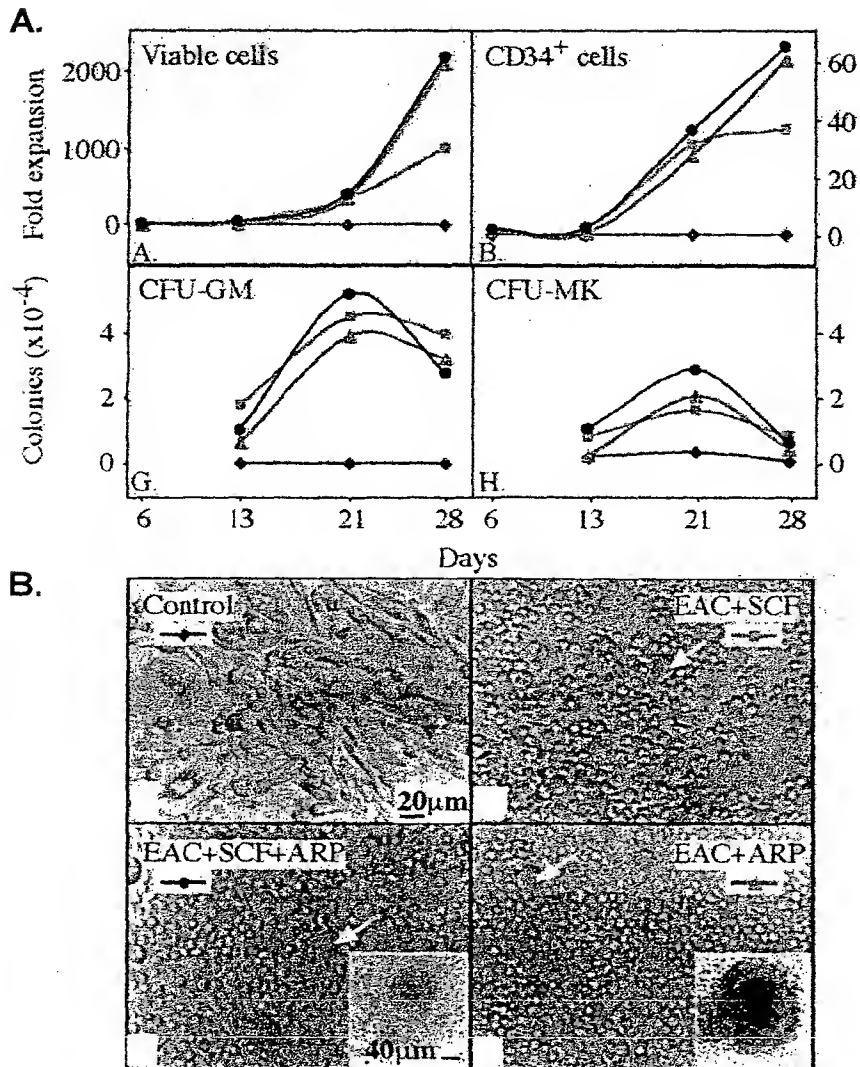 A.
Viable cells
CD34+ cells
Fold expansion
2000
1000
0
60
40
20
0
A.
B.
CFU-GM
CFU-MK
Colonies (x10-4)
4
2
0
4
2
0
G.
H.
6 13 21 28 6 13 21 28
Days
B.
Control
EAC+SCF
20µm
EAC+SCF+ARP
EAC+ARP
40µm